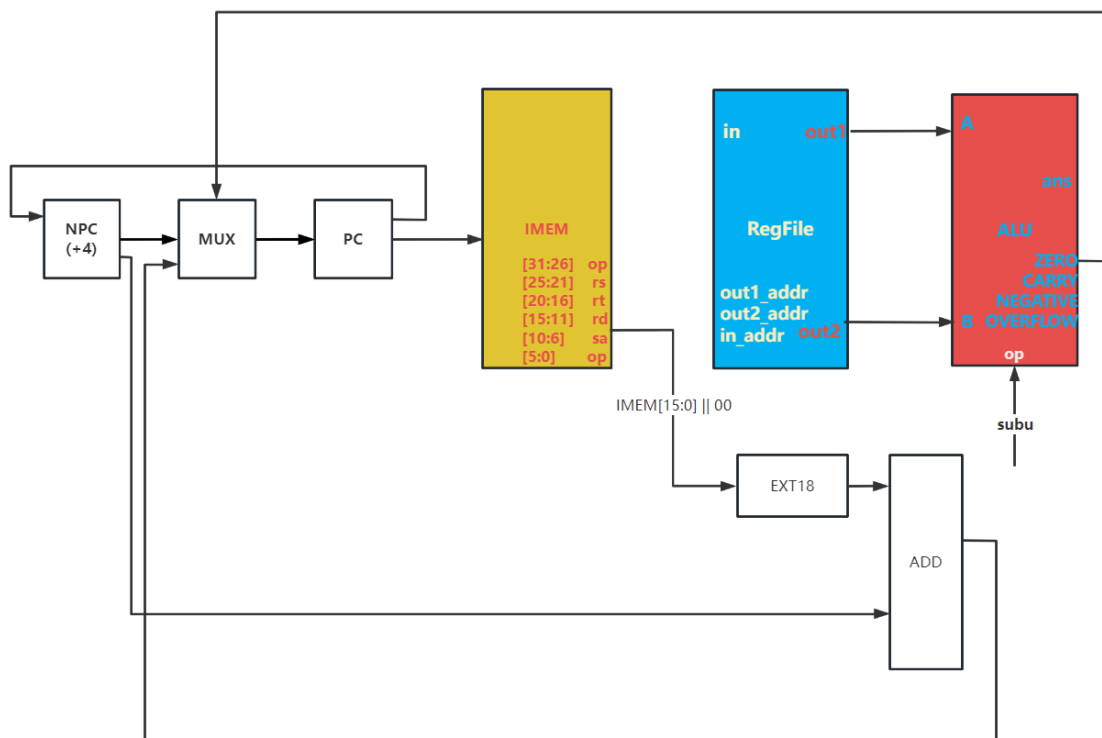 NPC
(+4)
MUX
PC
IMEM
[31:26] op
[25:21] rs
[20:16] rt
[15:11] rd
[10:6] sa
[5:0] op
IMEM[15:0] || 00
in
out1
RegFile
out1_addr
out2_addr
in_addr
out2
A
ans
ALU
ZERO
CARRY
NEGATIVE
B
OVERFLOW
op
subu
EXT18
ADD